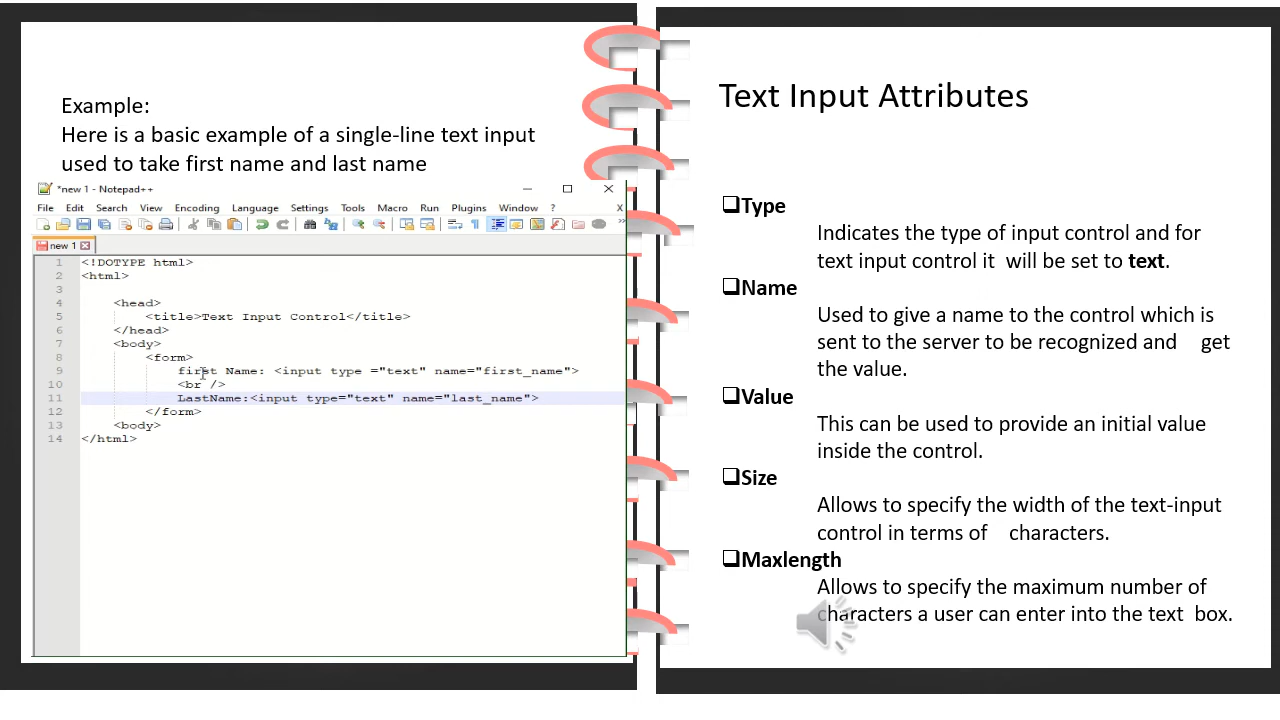 Example:
Here is a basic example of a single-line text input
used to take first name and last name
*new 1 - Notepad++
File Edit Search View Encoding Language Settings Tools Macro Run Plugins Window ? X
new 1
1 <!DOTYPE html>
2 <html>
3
4 <head>
5 <title>Text Input Control</title>
6 </head>
7 <body>
8 <form>
9 first Name: <input type ="text" name="first_name">
10 <br />
11 LastName:<input type="text" name="last_name">
12 </form>
13 <body>
14 </html>
Text Input Attributes
Type
Indicates the type of input control and for
text input control it will be set to text.
Name
Used to give a name to the control which is
sent to the server to be recognized and get
the value.
Value
This can be used to provide an initial value
inside the control.
Size
Allows to specify the width of the text-input
control in terms of characters.
Maxlength
Allows to specify the maximum number of
characters a user can enter into the text box.